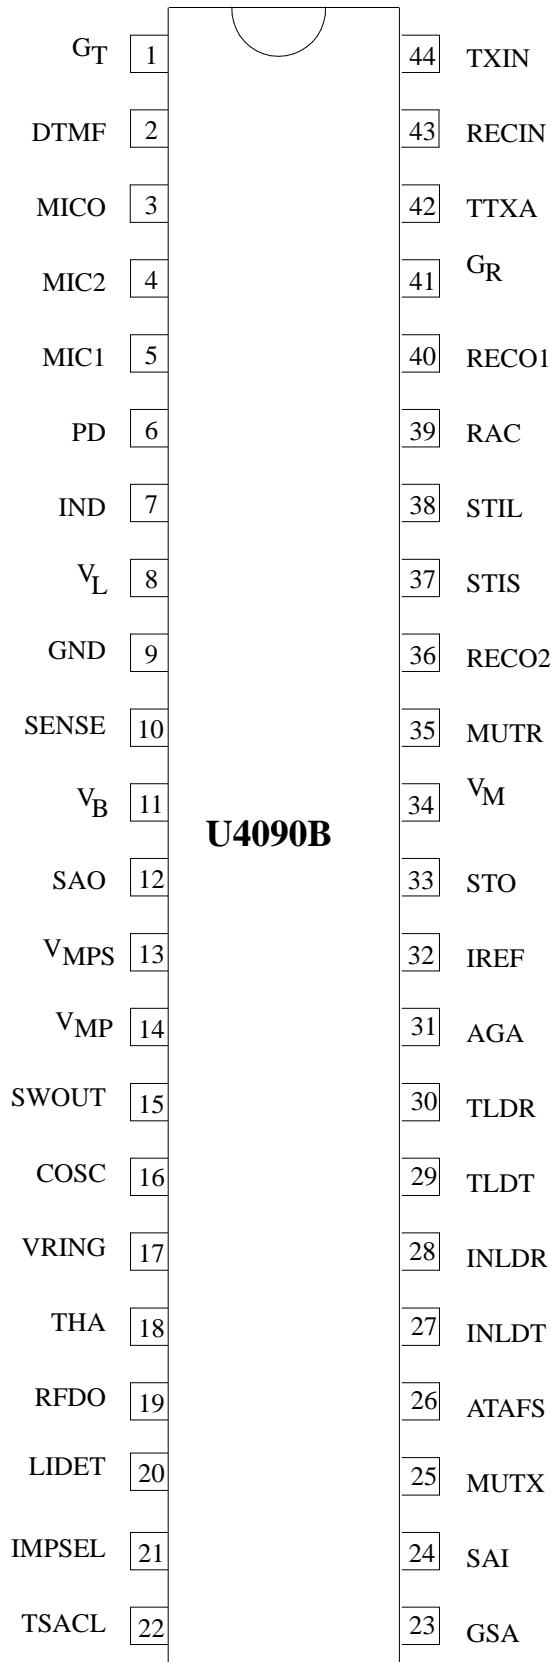 GT 1 44 TXIN
DTMF 2 43 RECIN
MICO 3 42 TTXA
MIC2 4 41 GR
MIC1 5 40 RECO1
PD 6 39 RAC
IND 7 38 STIL
VL 8 37 STIS
GND 9 36 RECO2
SENSE 10 35 MUTR
VB 11 34 VM
U4090B
SAO 12 33 STO
VMPS 13 32 IREF
VMP 14 31 AGA
SWOUT 15 30 TLDR
COSC 16 29 TLDT
VRING 17 28 INLDR
THA 18 27 INLDT
RFDO 19 26 ATAFS
LIDET 20 25 MUTX
IMPSEL 21 24 SAI
TSACL 22 23 GSA